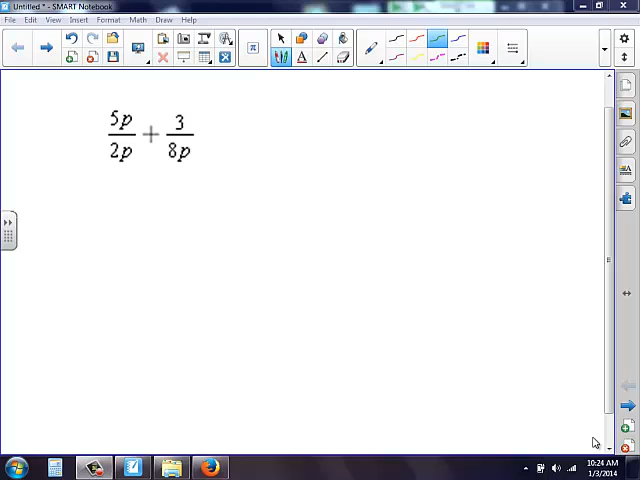 Untitled * - SMART Notebook
File Edit View Insert Format Math Draw Help
5p/2p + 3/8p
10:24 AM
1/3/2014